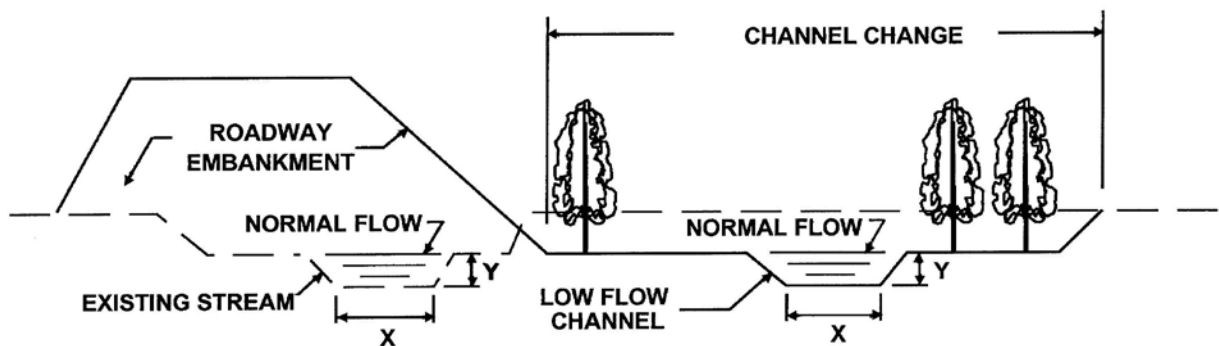 CHANNEL CHANGE
ROADWAY
EMBANKMENT
NORMAL FLOW
NORMAL FLOW
Y
Y
EXISTING STREAM
LOW FLOW
CHANNEL
X
X